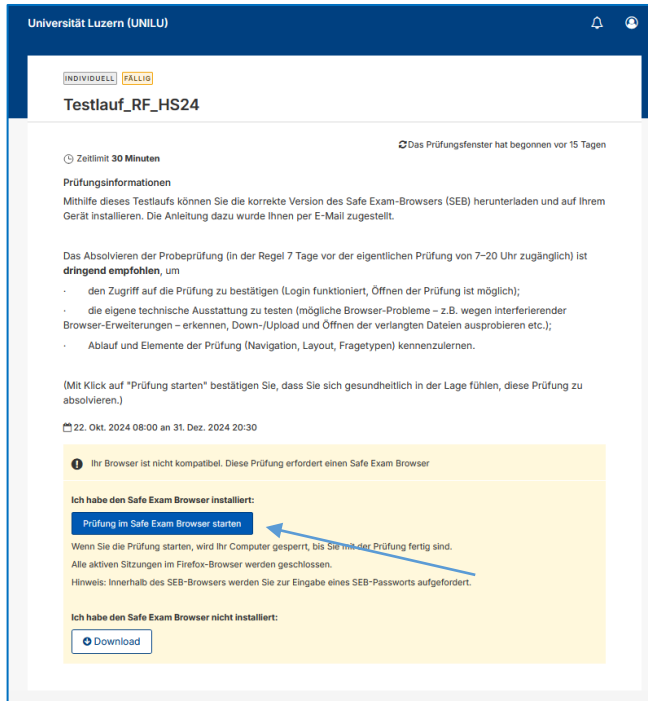 Universität Luzern (UNILU)
INDIVIDUELL FÄLLIG
Testlauf_RF_HS24
Das Prüfungsfenster hat begonnen vor 15 Tagen
Zeitlimit 30 Minuten
Prüfungsinformationen
Mithilfe dieses Testlaufs können Sie die korrekte Version des Safe Exam-Browsers (SEB) herunterladen und auf Ihrem
Gerät installieren. Die Anleitung dazu wurde Ihnen per E-Mail zugestellt.
Das Absolvieren der Probeprüfung (in der Regel 7 Tage vor der eigentlichen Prüfung von 7–20 Uhr zugänglich) ist
dringend empfohlen, um
· den Zugriff auf die Prüfung zu bestätigen (Login funktioniert, Öffnen der Prüfung ist möglich);
· die eigene technische Ausstattung zu testen (mögliche Browser-Probleme – z.B. wegen interferierender
Browser-Erweiterungen – erkennen, Down-/Upload und Öffnen der verlangten Dateien ausprobieren etc.);
· Ablauf und Elemente der Prüfung (Navigation, Layout, Fragetypen) kennenzulernen.
(Mit Klick auf "Prüfung starten" bestätigen Sie, dass Sie sich gesundheitlich in der Lage fühlen, diese Prüfung zu
absolvieren.)
22. Okt. 2024 08:00 an 31. Dez. 2024 20:30
Ihr Browser ist nicht kompatibel. Diese Prüfung erfordert einen Safe Exam Browser
Ich habe den Safe Exam Browser installiert:
Prüfung im Safe Exam Browser starten
Wenn Sie die Prüfung starten, wird Ihr Computer gesperrt, bis Sie mit der Prüfung fertig sind.
Alle aktiven Sitzungen im Firefox-Browser werden geschlossen.
Hinweis: Innerhalb des SEB-Browsers werden Sie zur Eingabe eines SEB-Passworts aufgefordert.
Ich habe den Safe Exam Browser nicht installiert:
Download